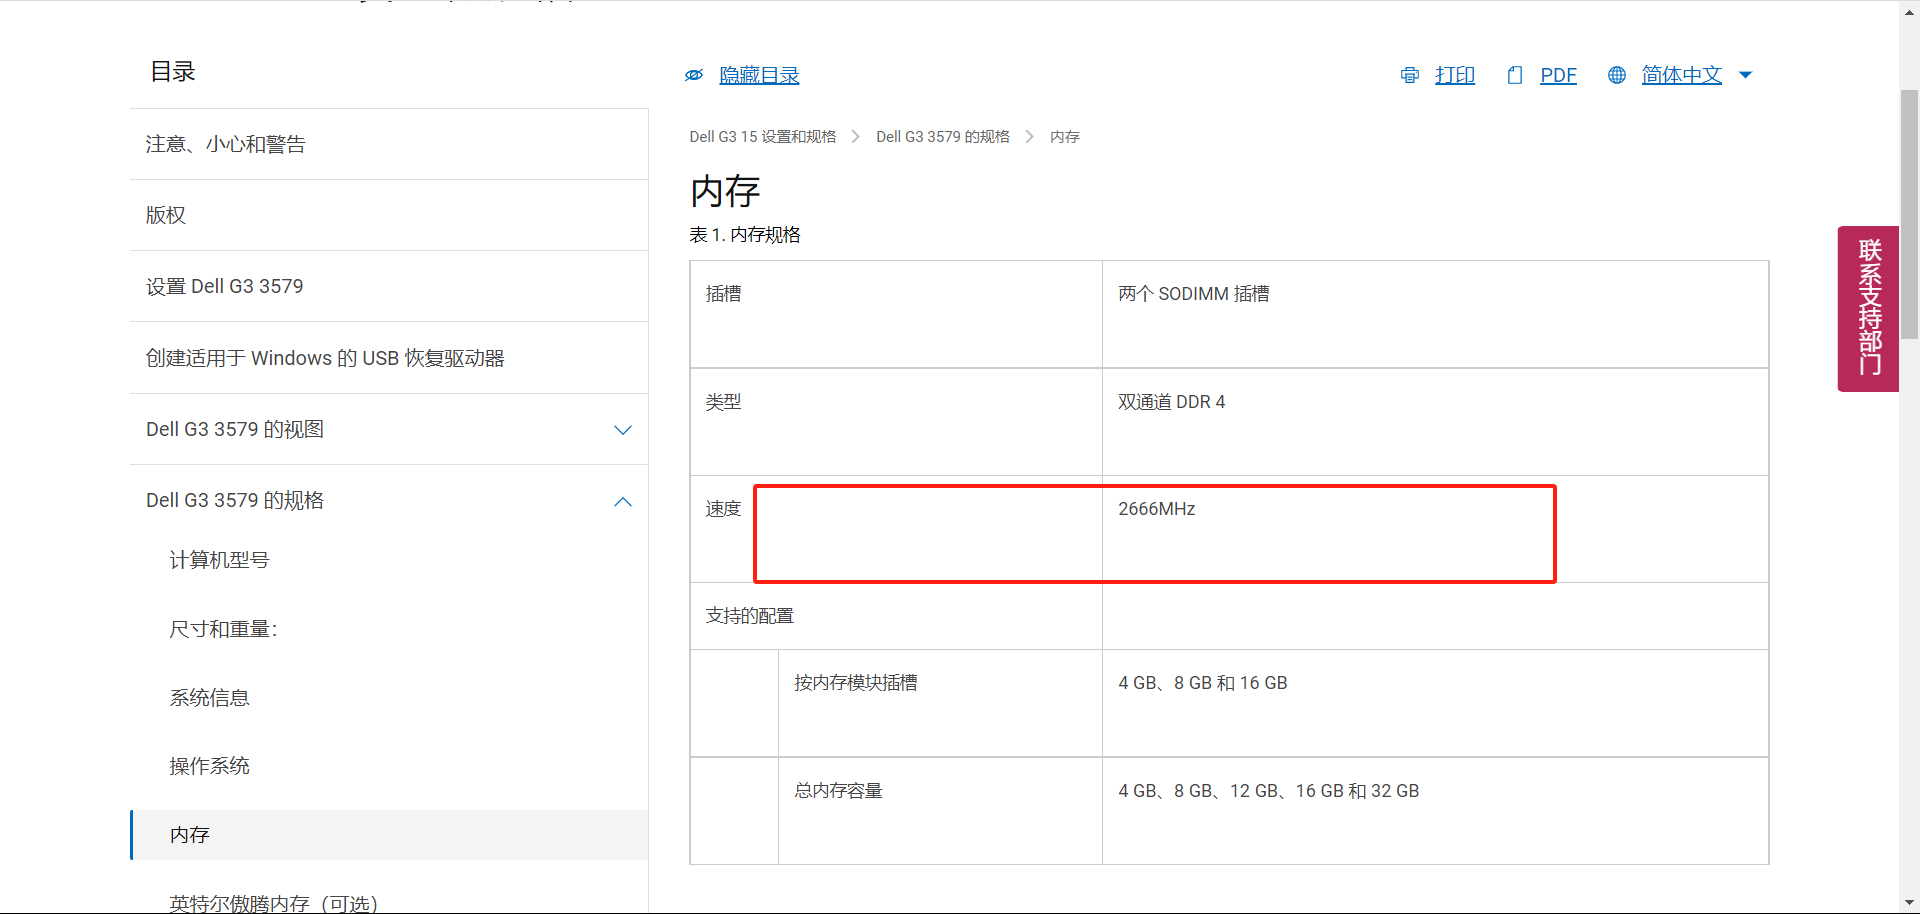 目录
隐藏目录
打印
PDF
简体中文
注意、小心和警告
版权
设置 Dell G3 3579
创建适用于 Windows 的 USB 恢复驱动器
Dell G3 3579 的视图
Dell G3 3579 的规格
计算机型号
尺寸和重量：
系统信息
操作系统
内存
英特尔傲腾内存（可选）
Dell G3 15 设置和规格
Dell G3 3579 的规格
内存
内存
表 1. 内存规格
插槽 两个 SODIMM 插槽
类型 双通道 DDR 4
速度 2666MHz
支持的配置
按内存模块插槽 4 GB、8 GB 和 16 GB
总内存容量 4 GB、8 GB、12 GB、16 GB 和 32 GB
联系支持部门